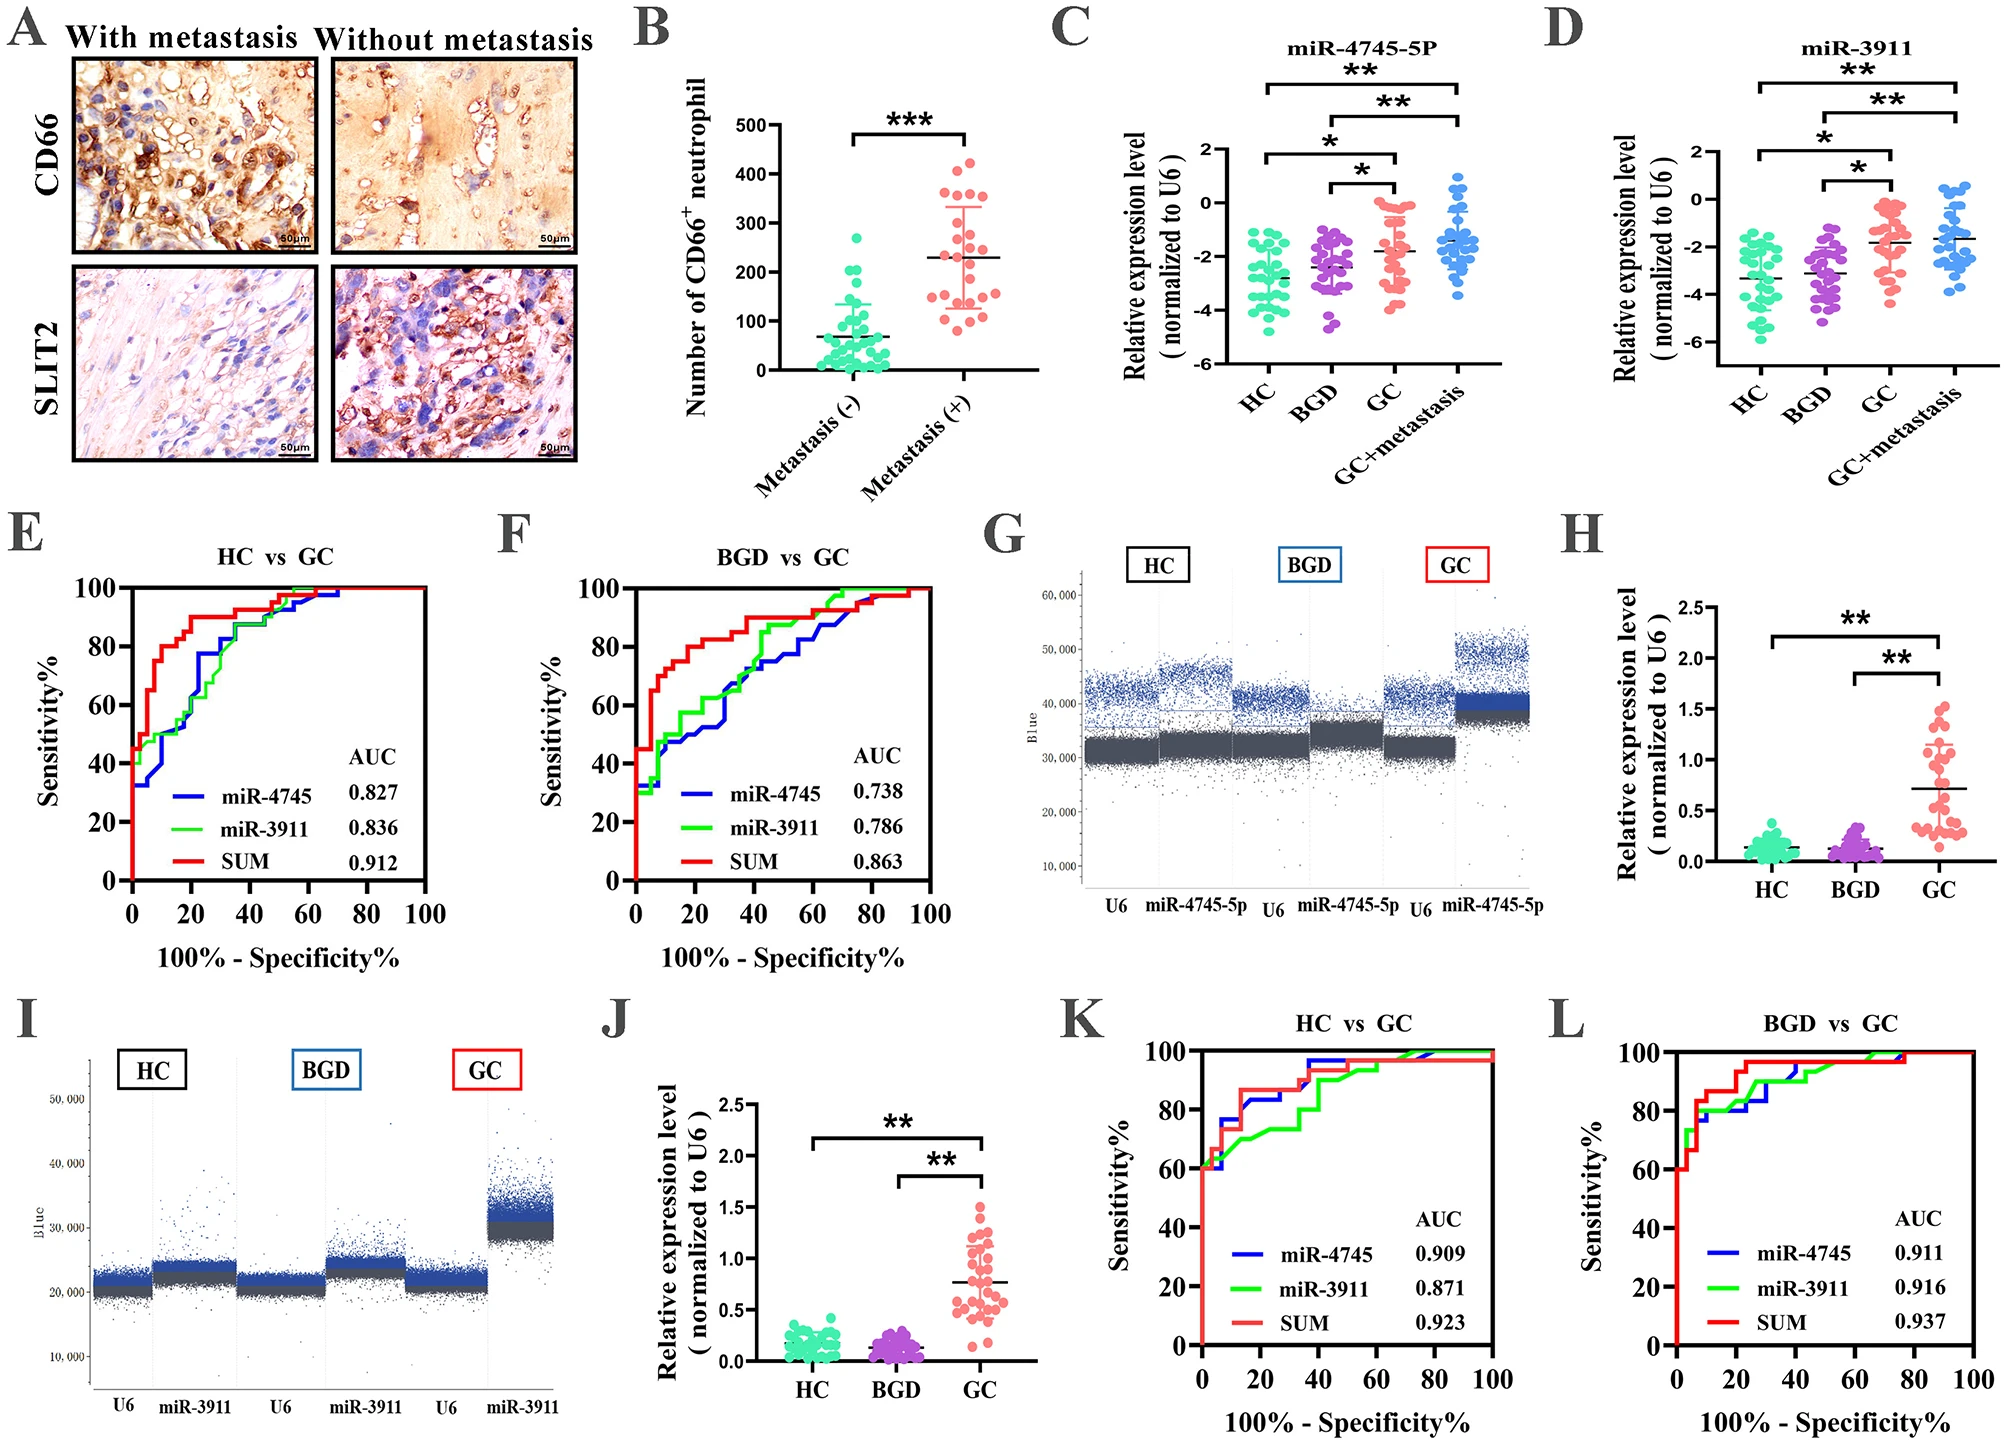 A
With metastasis
Without metastasis
CD66
50μm
50μm
SLIT2
50μm
50μm
B
Number of CD66+ neutrophil
500
400
300
200
100
0
***
Metastasis (-)
Metastasis (+)
C
miR-4745-5P
**
**
*
*
Relative expression level
( normalized to U6 )
2
0
-2
-4
-6
HC
BGD
GC
GC+metastasis
D
miR-3911
**
**
*
*
Relative expression level
( normalized to U6 )
2
0
-2
-4
-6
HC
BGD
GC
GC+metastasis
E
HC vs GC
Sensitivity%
100
80
60
40
20
0
AUC
miR-4745 0.827
miR-3911 0.836
SUM 0.912
0 20 40 60 80 100
100% - Specificity%
F
BGD vs GC
Sensitivity%
100
80
60
40
20
0
AUC
miR-4745 0.738
miR-3911 0.786
SUM 0.863
0 20 40 60 80 100
100% - Specificity%
G
HC
BGD
GC
Blue
60,000
50,000
40,000
30,000
20,000
10,000
U6 miR-4745-5p U6 miR-4745-5p U6 miR-4745-5p
H
Relative expression level
( normalized to U6 )
2.5
2.0
1.5
1.0
0.5
0.0
**
**
HC BGD GC
I
HC
BGD
GC
Blue
50,000
40,000
30,000
20,000
10,000
U6 miR-3911 U6 miR-3911 U6 miR-3911
J
Relative expression level
( normalized to U6 )
2.5
2.0
1.5
1.0
0.5
0.0
**
**
HC BGD GC
K
HC vs GC
Sensitivity%
100
80
60
40
20
0
AUC
miR-4745 0.909
miR-3911 0.871
SUM 0.923
0 20 40 60 80 100
100% - Specificity%
L
BGD vs GC
Sensitivity%
100
80
60
40
20
0
AUC
miR-4745 0.911
miR-3911 0.916
SUM 0.937
0 20 40 60 80 100
100% - Specificity%